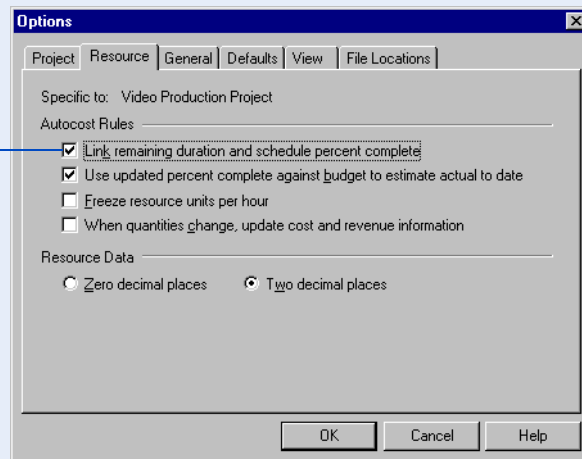 Options
Project Resource General Defaults View File Locations
Specific to: Video Production Project
Autocost Rules
Link remaining duration and schedule percent complete
Use updated percent complete against budget to estimate actual to date
Freeze resource units per hour
When quantities change, update cost and revenue information
Resource Data
Zero decimal places Two decimal places
OK Cancel Help